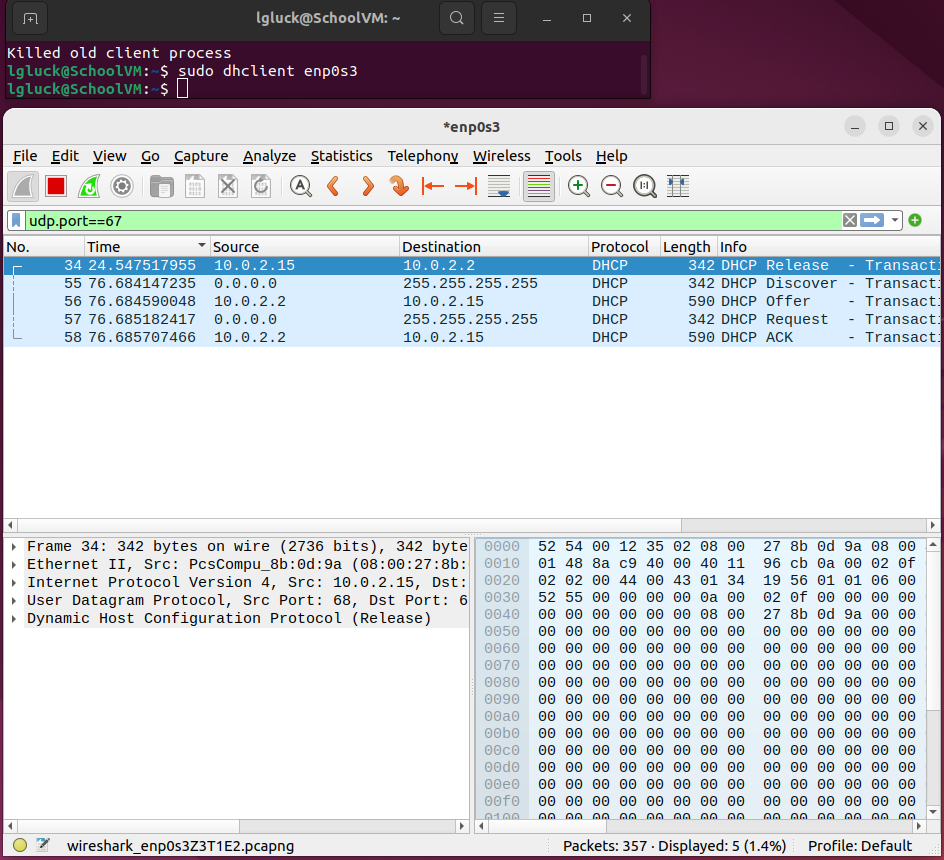 lgluck@SchoolVM: ~
Killed old client process
lgluck@SchoolVM:~$ sudo dhclient enp0s3
lgluck@SchoolVM:~$
*enp0s3
File Edit View Go Capture Analyze Statistics Telephony Wireless Tools Help
udp.port==67
No. Time Source Destination Protocol Length Info
34 24.547517955 10.0.2.15 10.0.2.2 DHCP 342 DHCP Release - Transacti
55 76.684147235 0.0.0.0 255.255.255.255 DHCP 342 DHCP Discover - Transacti
56 76.684590048 10.0.2.2 10.0.2.15 DHCP 590 DHCP Offer - Transacti
57 76.685182417 0.0.0.0 255.255.255.255 DHCP 342 DHCP Request - Transacti
58 76.685707466 10.0.2.2 10.0.2.15 DHCP 590 DHCP ACK - Transacti
Frame 34: 342 bytes on wire (2736 bits), 342 byte
Ethernet II, Src: PcsCompu_8b:0d:9a (08:00:27:8b:
Internet Protocol Version 4, Src: 10.0.2.15, Dst:
User Datagram Protocol, Src Port: 68, Dst Port: 6
Dynamic Host Configuration Protocol (Release)
0000 52 54 00 12 35 02 08 00 27 8b 0d 9a 08 00
0010 01 48 8a c9 40 00 40 11 96 cb 0a 00 02 0f
0020 02 02 00 44 00 43 01 34 19 56 01 01 06 00
0030 52 55 00 00 00 00 0a 00 02 0f 00 00 00 00
0040 00 00 00 00 00 00 08 00 27 8b 0d 9a 00 00
0050 00 00 00 00 00 00 00 00 00 00 00 00 00 00
0060 00 00 00 00 00 00 00 00 00 00 00 00 00 00
0070 00 00 00 00 00 00 00 00 00 00 00 00 00 00
0080 00 00 00 00 00 00 00 00 00 00 00 00 00 00
0090 00 00 00 00 00 00 00 00 00 00 00 00 00 00
00a0 00 00 00 00 00 00 00 00 00 00 00 00 00 00
00b0 00 00 00 00 00 00 00 00 00 00 00 00 00 00
00c0 00 00 00 00 00 00 00 00 00 00 00 00 00 00
00d0 00 00 00 00 00 00 00 00 00 00 00 00 00 00
00e0 00 00 00 00 00 00 00 00 00 00 00 00 00 00
00f0 00 00 00 00 00 00 00 00 00 00 00 00 00 00
0100 00 00 00 00 00 00 00 00 00 00 00 00 00 00
wireshark_enp0s3Z3T1E2.pcapng Packets: 357 · Displayed: 5 (1.4%) Profile: Default